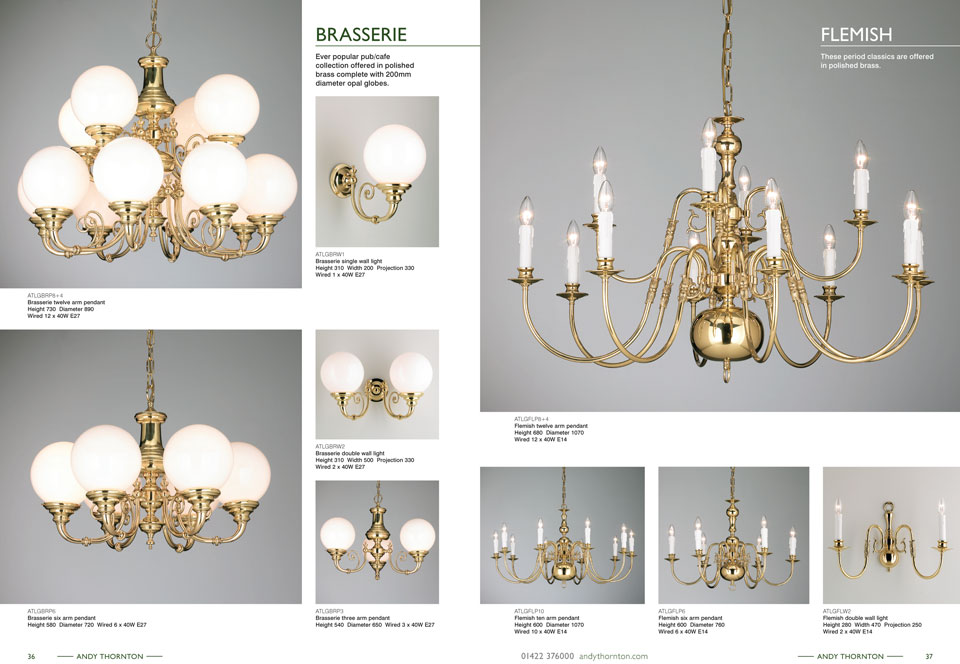 BRASSERIE
Ever popular pub/cafe
collection offered in polished
brass complete with 200mm
diameter opal globes.
ATLGBRW1
Brasserie single wall light
Height 310 Width 200 Projection 330
Wired 1 x 40W E27
ATLGBRP8+4
Brasserie twelve arm pendant
Height 730 Diameter 890
Wired 12 x 40W E27
ATLGBRW2
Brasserie double wall light
Height 310 Width 500 Projection 330
Wired 2 x 40W E27
ATLGBRP6
Brasserie six arm pendant
Height 580 Diameter 720 Wired 6 x 40W E27
ATLGBRP3
Brasserie three arm pendant
Height 540 Diameter 650 Wired 3 x 40W E27
36 ANDY THORNTON
FLEMISH
These period classics are offered
in polished brass.
ATLGFLP8+4
Flemish twelve arm pendant
Height 680 Diameter 1070
Wired 12 x 40W E14
ATLGFLP10
Flemish ten arm pendant
Height 600 Diameter 1070
Wired 10 x 40W E14
ATLGFLP6
Flemish six arm pendant
Height 600 Diameter 760
Wired 6 x 40W E14
ATLGFLW2
Flemish double wall light
Height 280 Width 470 Projection 250
Wired 2 x 40W E14
01422 376000 andythornton.com
ANDY THORNTON 37